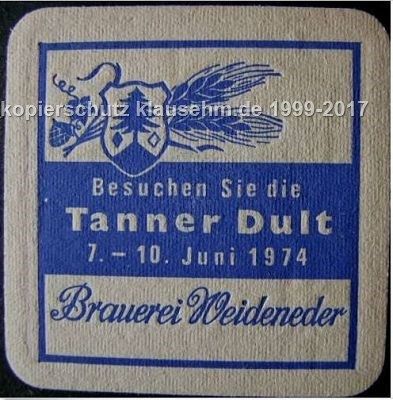 kopierschutz klausehm.de 1999-2017
Besuchen Sie die
Tanner Dult
7. – 10. Juni 1974
Brauerei Weideneder